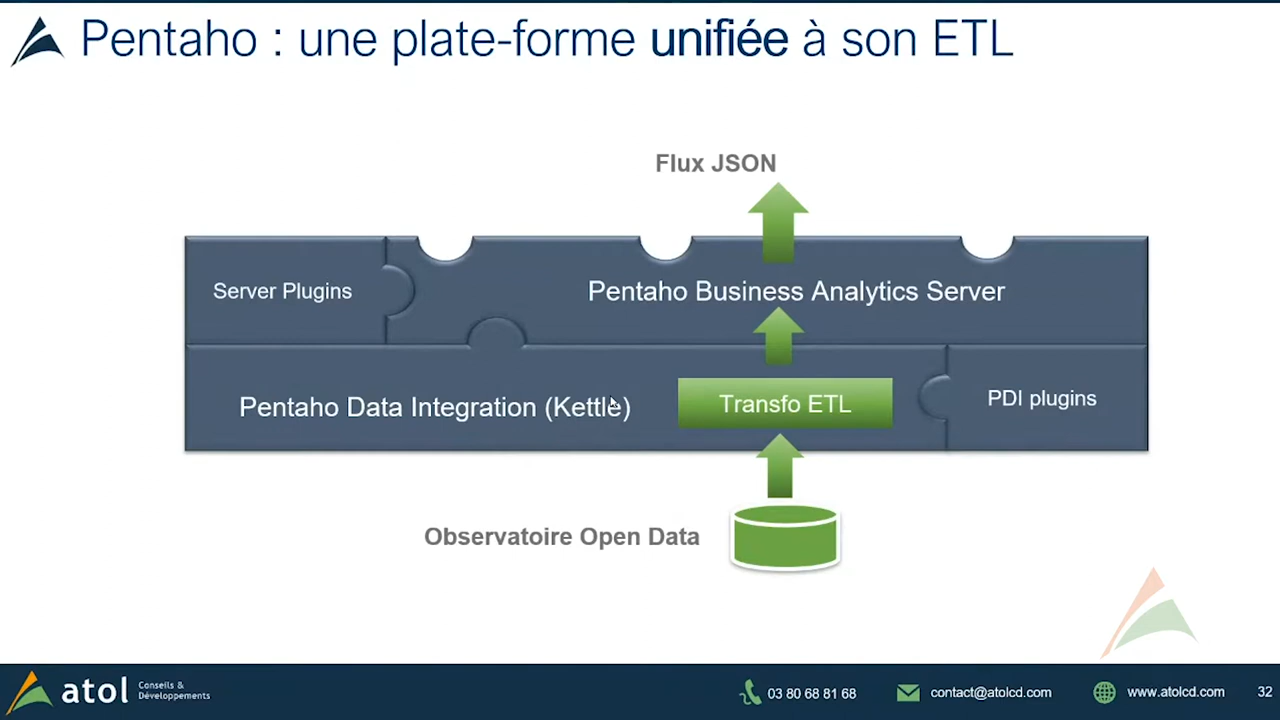 Pentaho : une plate-forme unifiée à son ETL
Flux JSON
Server Plugins
Pentaho Business Analytics Server
Pentaho Data Integration (Kettle)
Transfo ETL
PDI plugins
Observatoire Open Data
atol
Conseils &
Développements
03 80 68 81 68
contact@atolcd.com
www.atolcd.com
32